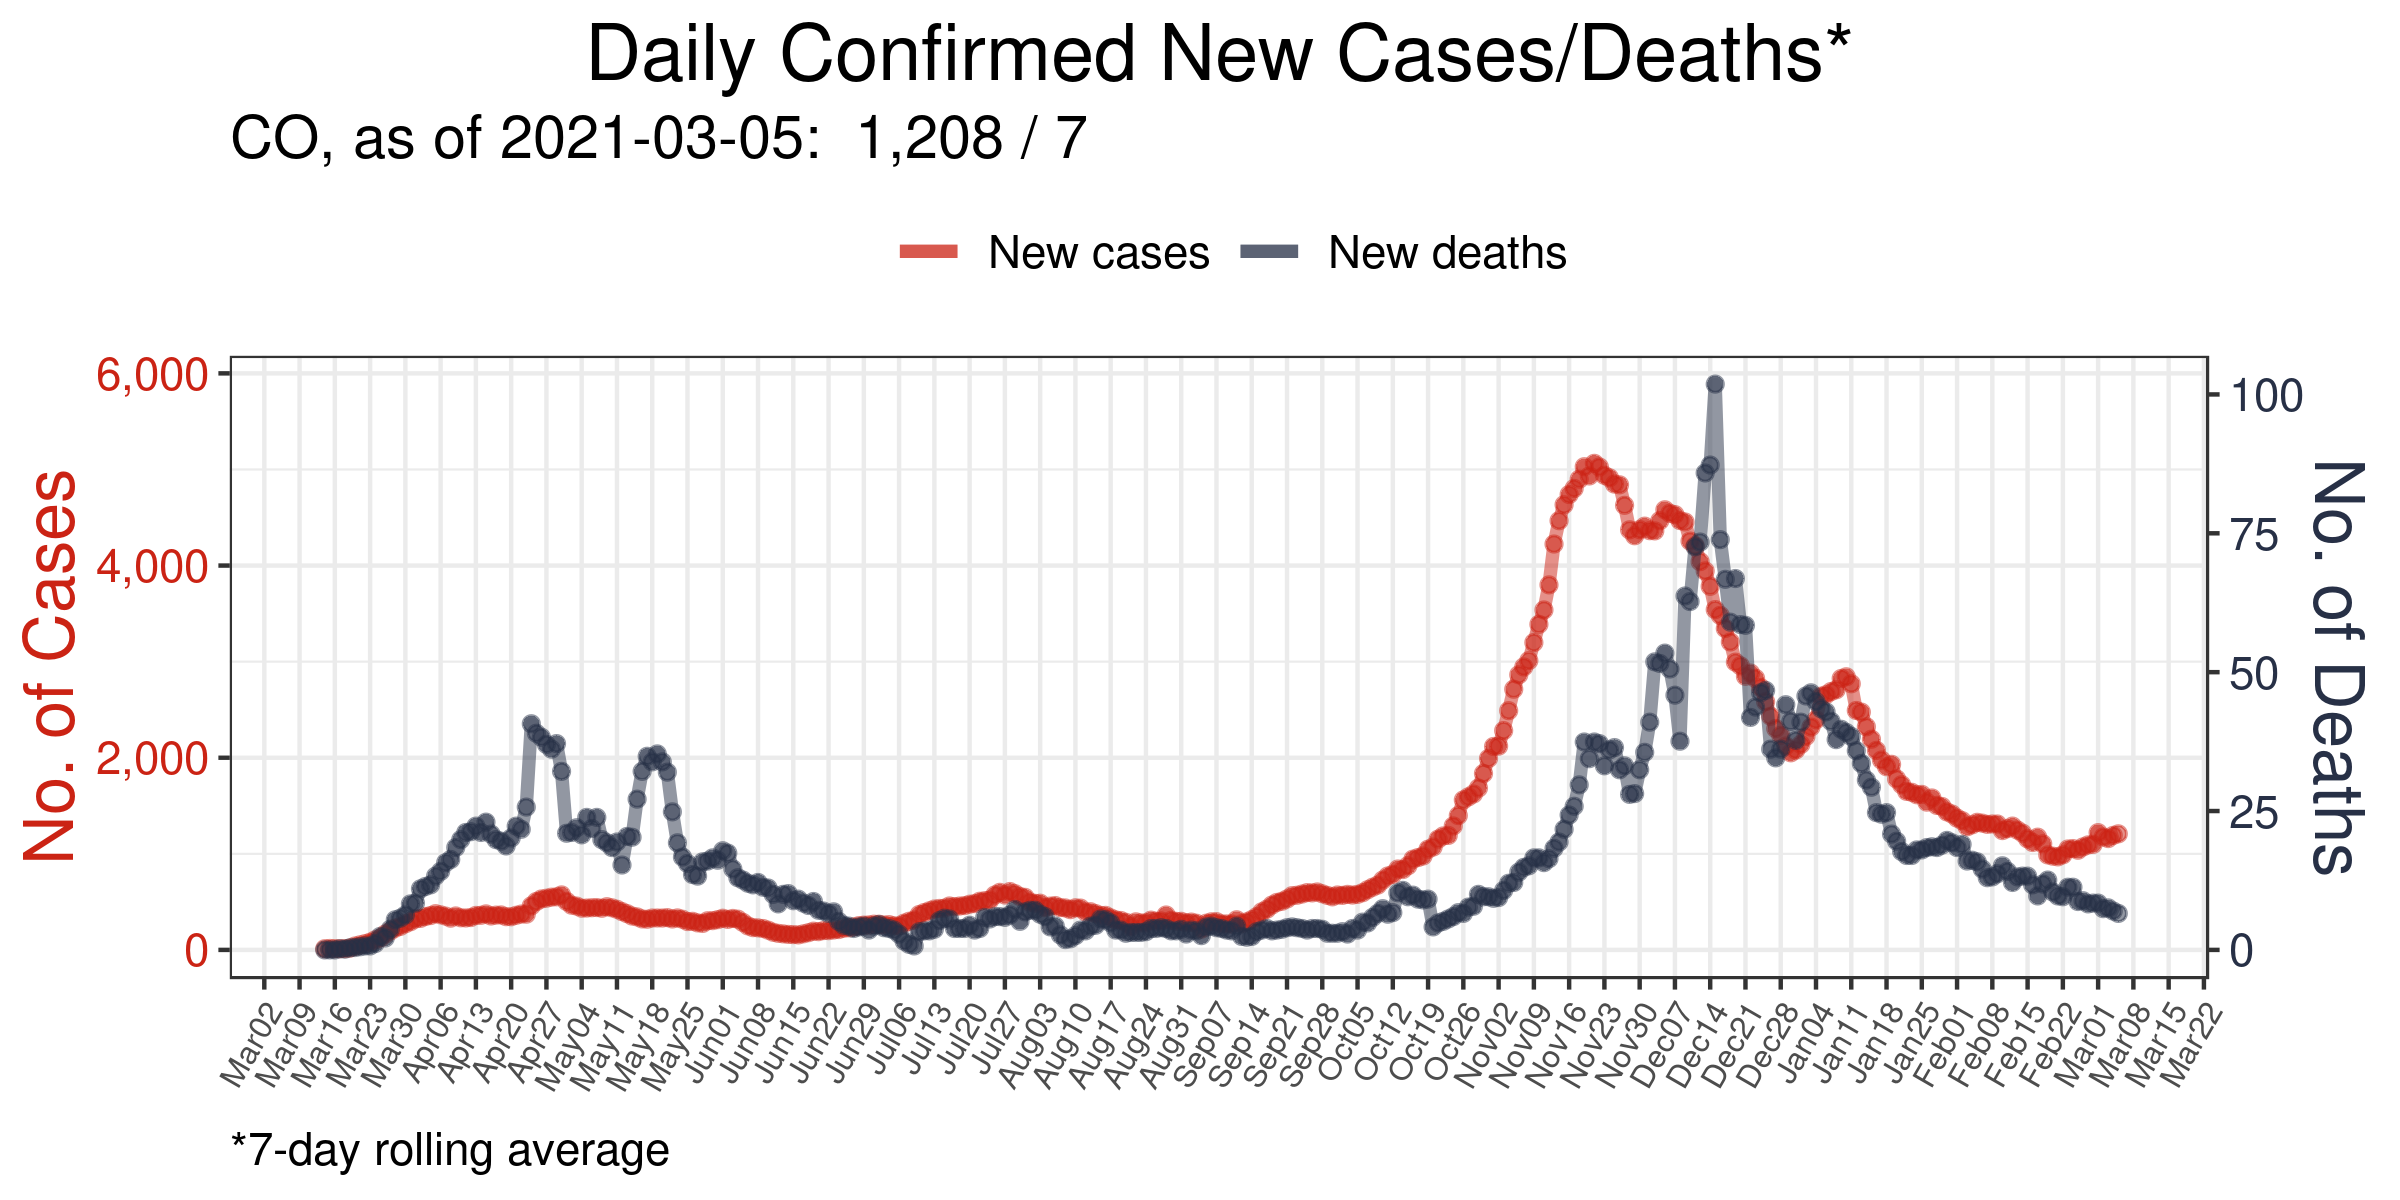 Daily Confirmed New Cases/Deaths*
CO, as of 2021-03-05:  1,208 / 7
New cases New deaths
No. of Cases
6,000
4,000
2,000
0
100
75
50
25
0
No. of Deaths
Mar02 Mar09 Mar16 Mar23 Mar30 Apr06 Apr13 Apr20 Apr27 May04 May11 May18 May25 Jun01 Jun08 Jun15 Jun22 Jun29 Jul06 Jul13 Jul20 Jul27 Aug03 Aug10 Aug17 Aug24 Aug31 Sep07 Sep14 Sep21 Sep28 Oct05 Oct12 Oct19 Oct26 Nov02 Nov09 Nov16 Nov23 Nov30 Dec07 Dec14 Dec21 Dec28 Jan04 Jan11 Jan18 Jan25 Feb01 Feb08 Feb15 Feb22 Mar01 Mar08 Mar15 Mar22
*7-day rolling average